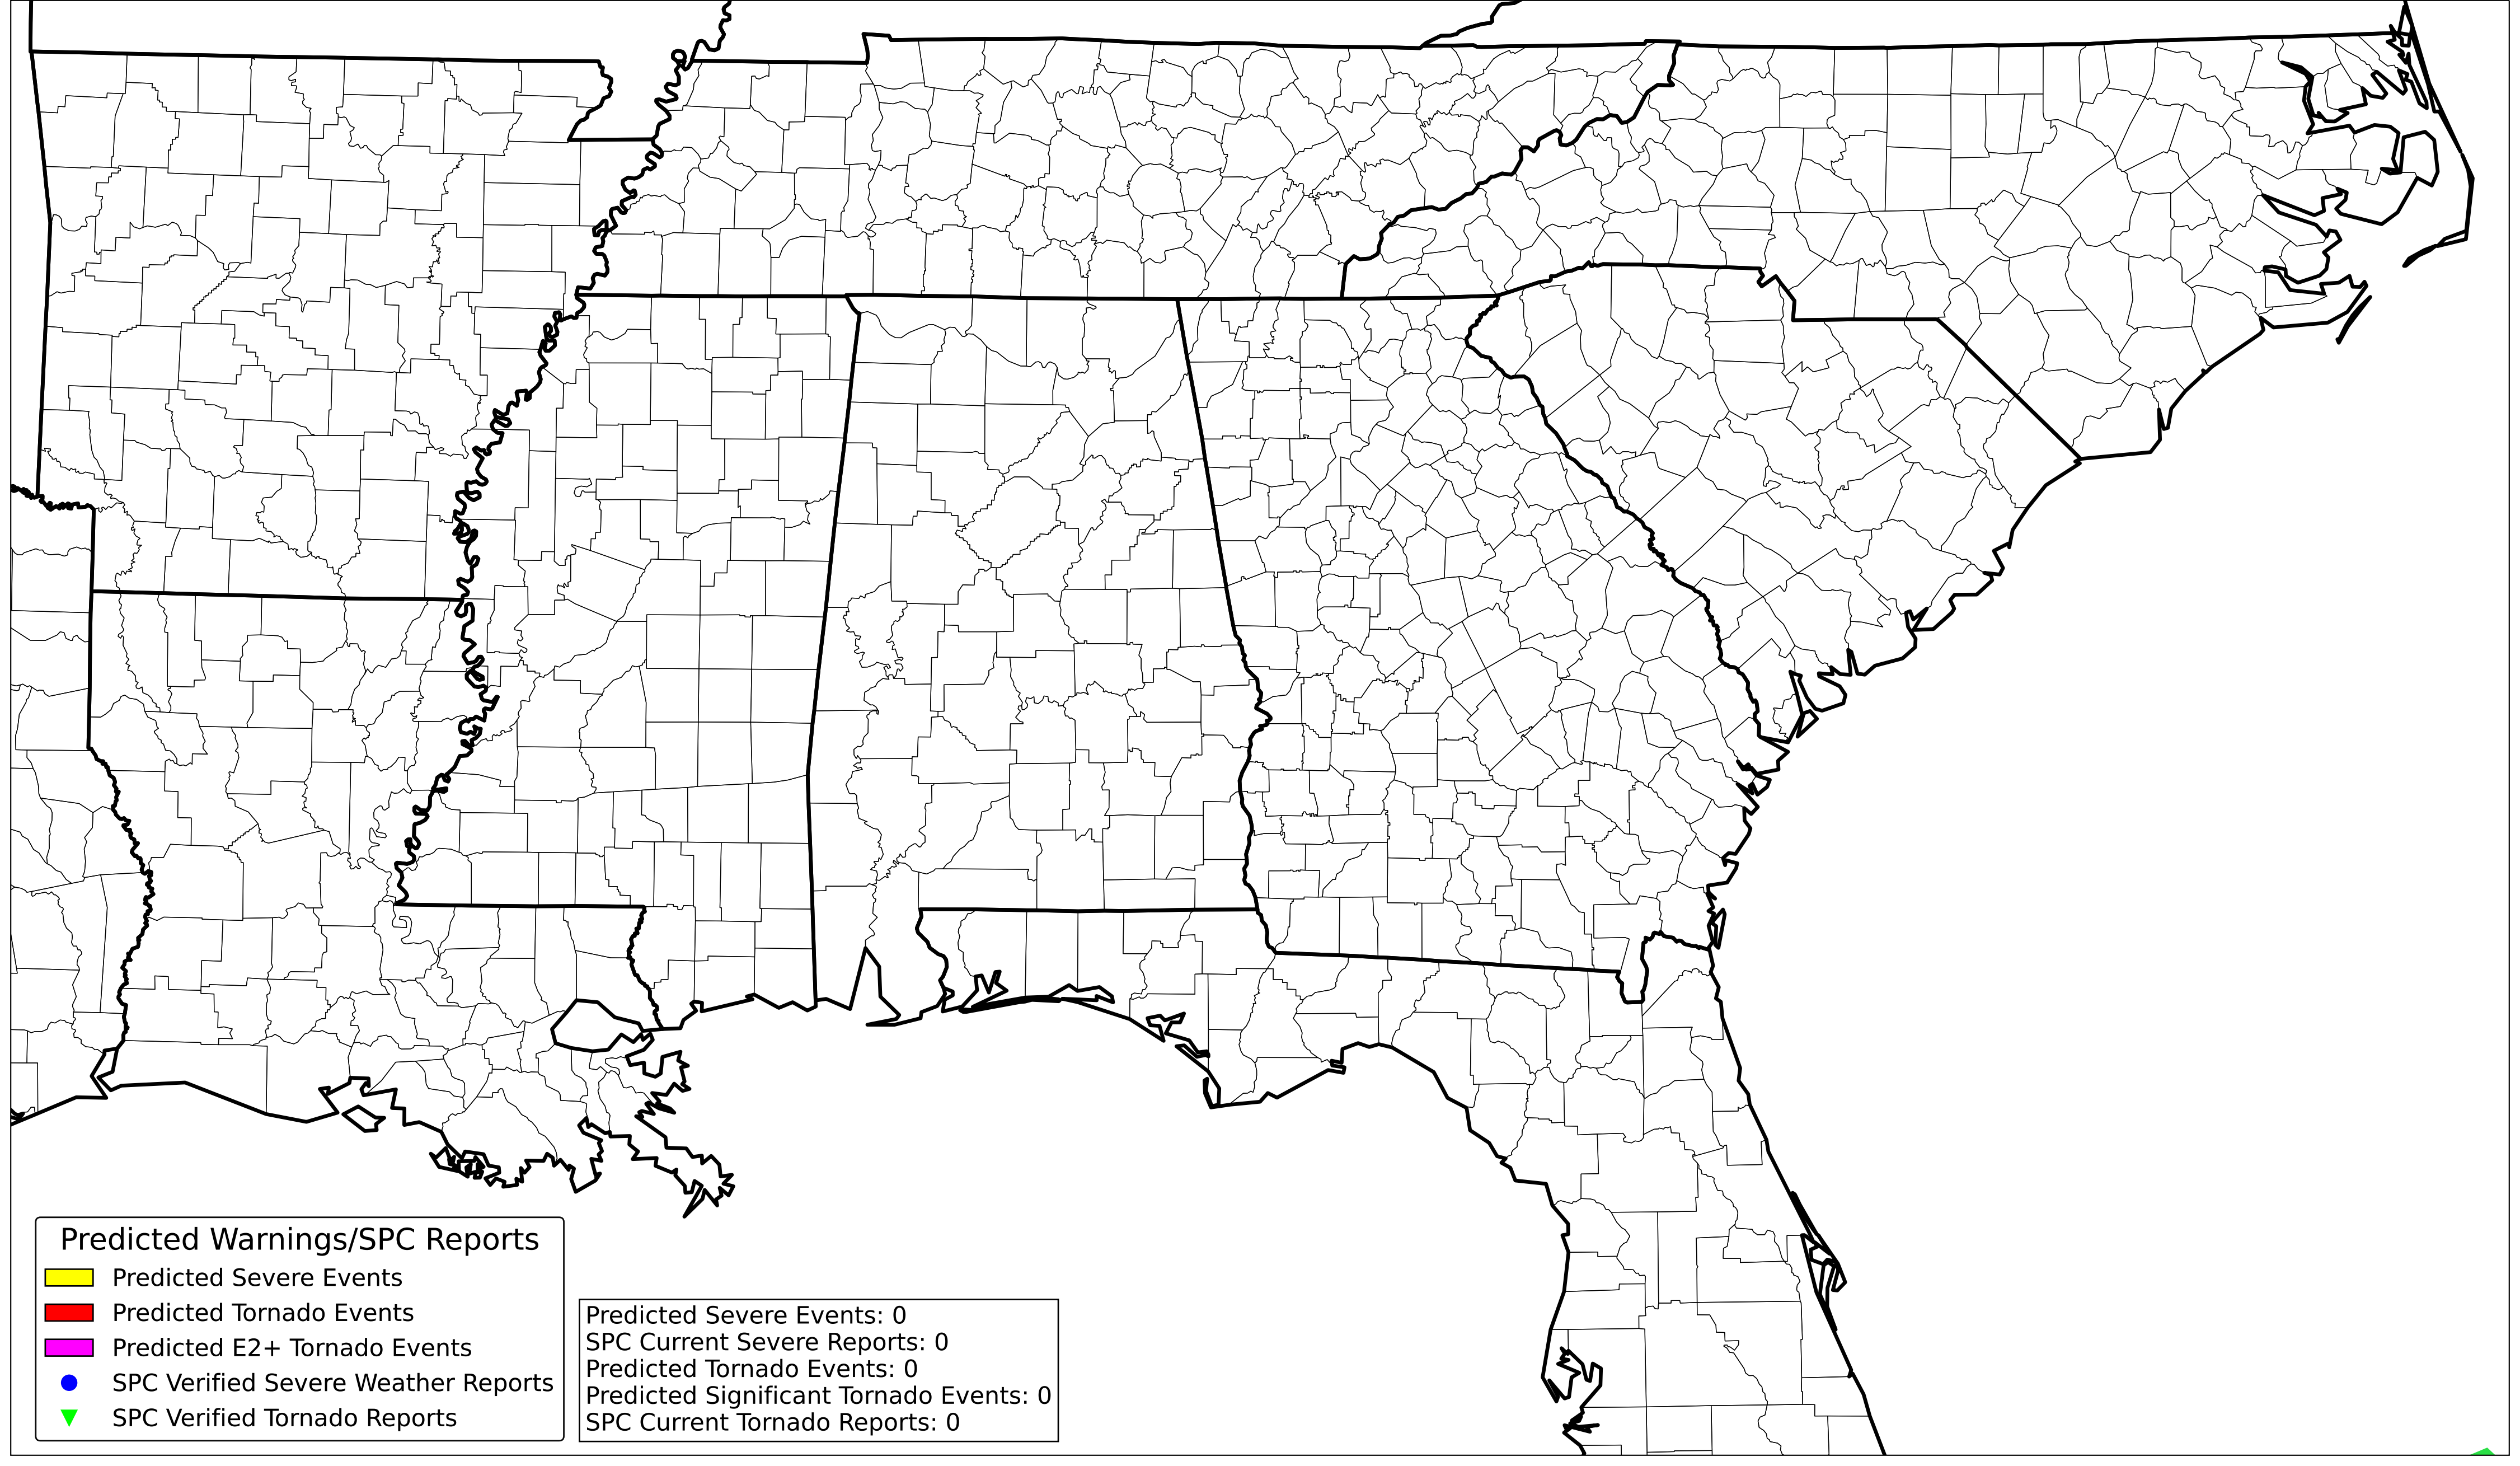 Predicted Warnings/SPC Reports
Predicted Severe Events
Predicted Tornado Events
Predicted E2+ Tornado Events
SPC Verified Severe Weather Reports
SPC Verified Tornado Reports
Predicted Severe Events: 0
SPC Current Severe Reports: 0
Predicted Tornado Events: 0
Predicted Significant Tornado Events: 0
SPC Current Tornado Reports: 0